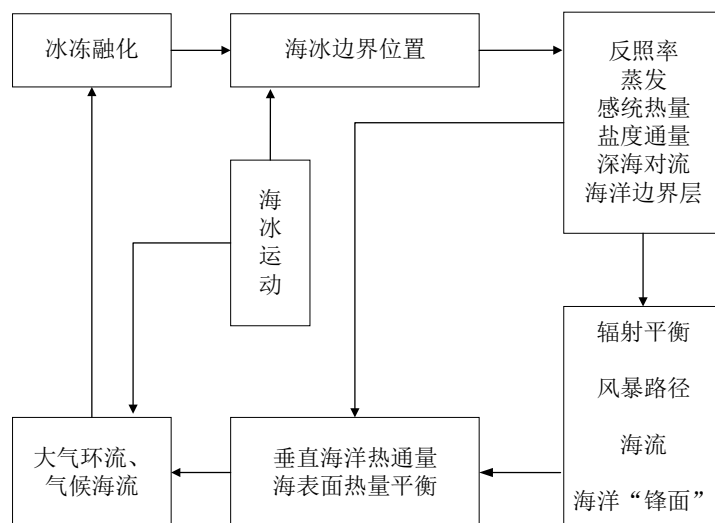 冰冻融化
海冰边界位置
反照率
蒸发
感统热量
盐度通量
深海对流
海洋边界层
海
冰
运
动
辐射平衡
风暴路径
海流
海洋“锋面”
大气环流、
气候海流
垂直海洋热通量
海表面热量平衡